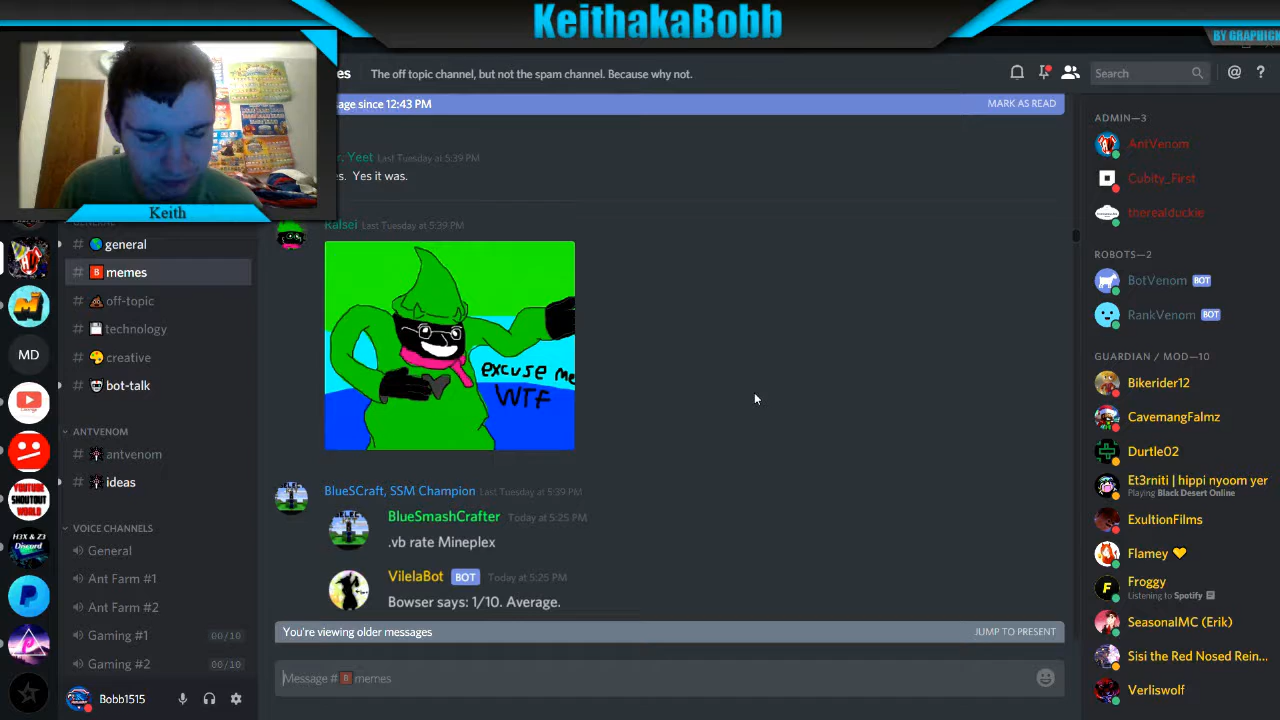 KeithakaBobb
BY GRAPHICK
The off topic channel, but not the spam channel. Because why not.
Search
@ ?
sage since 12:43 PM
MARK AS READ
r. Yeet Last Tuesday at 5:39 PM
s. Yes it was.
Keith
Ralsei Last Tuesday at 5:39 PM
excuse me
WTF
BlueSCraft, SSM Champion Last Tuesday at 5:39 PM
BlueSmashCrafter Today at 5:25 PM
.vb rate Mineplex
VilelaBot BOT Today at 5:25 PM
Bowser says: 1/10. Average.
You're viewing older messages
JUMP TO PRESENT
Message # B memes
# general
# B memes
# off-topic
# technology
# creative
# bot-talk
ANTVENOM
# antvenom
# ideas
VOICE CHANNELS
General
Ant Farm #1
Ant Farm #2
Gaming #1 00/10
Gaming #2 00/10
Bobb1515
MD
YOUTUBE
SHOUTOUT
WORLD
H3X & Z3
Discord
ADMIN—3
AntVenom
Cubity_First
therealduckie
ROBOTS—2
BotVenom BOT
RankVenom BOT
GUARDIAN / MOD—10
Bikerider12
CavemangFalmz
Durtle02
Et3rniti | hippi nyoom yer
Playing Black Desert Online
ExultionFilms
Flamey
Froggy
Listening to Spotify
SeasonalMC (Erik)
Sisi the Red Nosed Rein...
Verliswolf